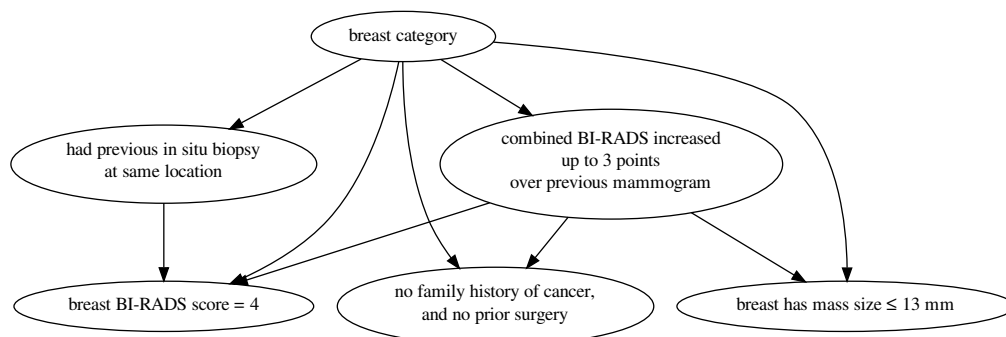 breast category
had previous in situ biopsy
at same location
combined BI-RADS increased
up to 3 points
over previous mammogram
breast BI-RADS score = 4
no family history of cancer,
and no prior surgery
breast has mass size ≤ 13 mm